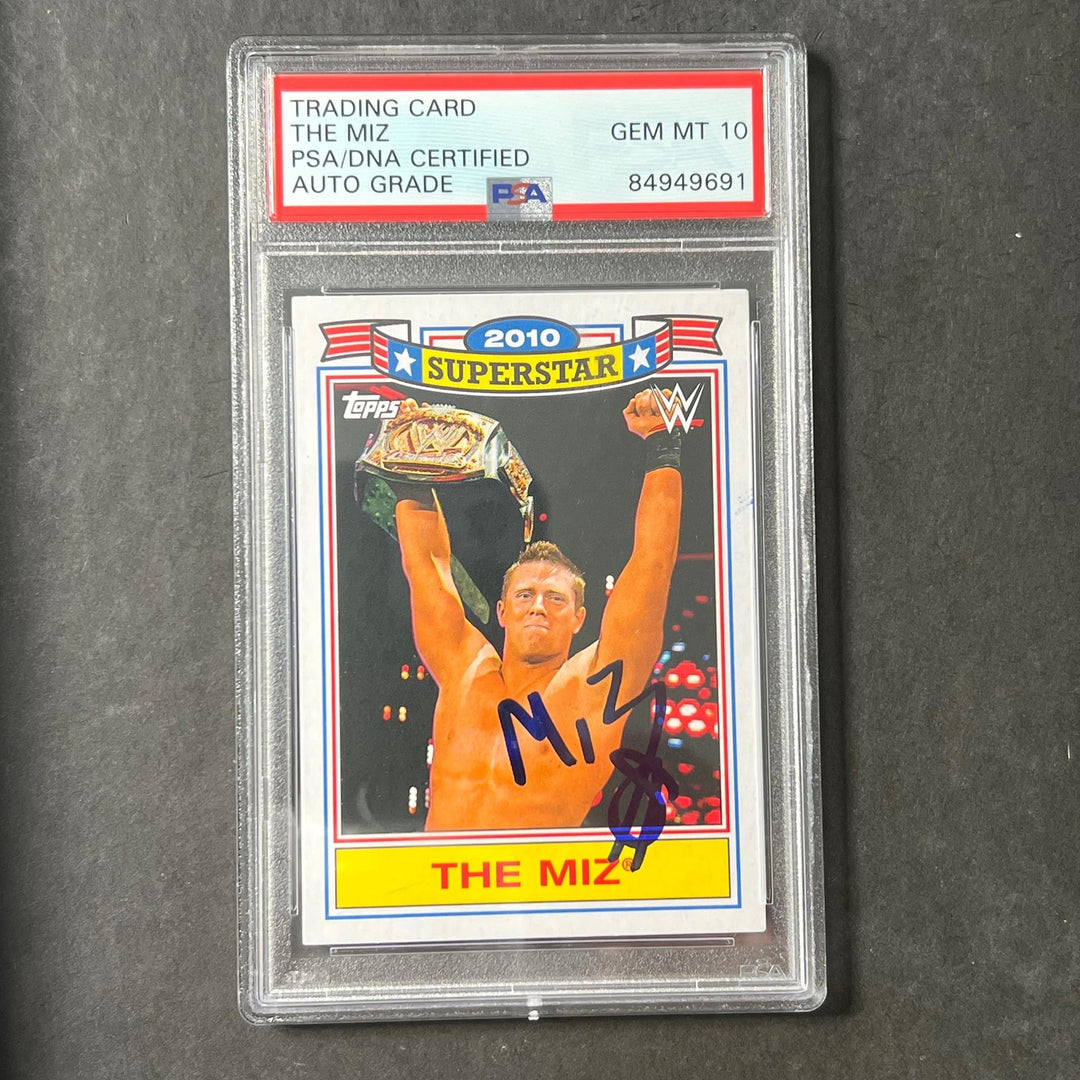 TRADING CARD
THE MIZ GEM MT 10
PSA/DNA CERTIFIED
AUTO GRADE PSA 84949691
2010
SUPERSTAR
TOPPS W
W
MIZ
THE MIZ®
PSA